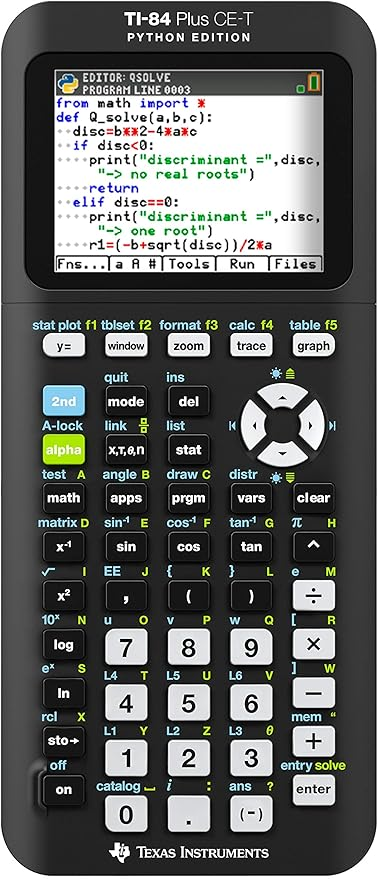 TI-84 Plus CE-T
PYTHON EDITION
EDITOR: QSOLVE
PROGRAM LINE 0003
from math import *
def Q_solve(a,b,c):
disc=b**2-4*a*c
if disc<0:
print("discriminant =",disc,
"-> no real roots")
return
elif disc==0:
print("discriminant =",disc,
"-> one root")
r1=(-b+sqrt(disc))/2*a
Fns... a A # Tools Run Files
stat plot f1 tblset f2 format f3 calc f4 table f5
y= window zoom trace graph
quit ins
2nd mode del
A-lock link list
alpha x,T,θ,n stat
test A angle B draw C distr
math apps prgm vars clear
matrix D sin⁻¹ E cos⁻¹ F tan⁻¹ G π H
x⁻¹ sin cos tan ^
√ I EE J { K } L e M
x² , ( ) ÷
10ˣ N u O v P w Q [ R
log 7 8 9 ×
eˣ S L4 T L5 U L6 V ] W
ln 4 5 6 −
rcl X L1 Y L2 Z L3 θ mem "
sto→ 1 2 3 +
off catalog ⎵ i : ans ? entry solve
on 0 . (-) enter
TEXAS INSTRUMENTS